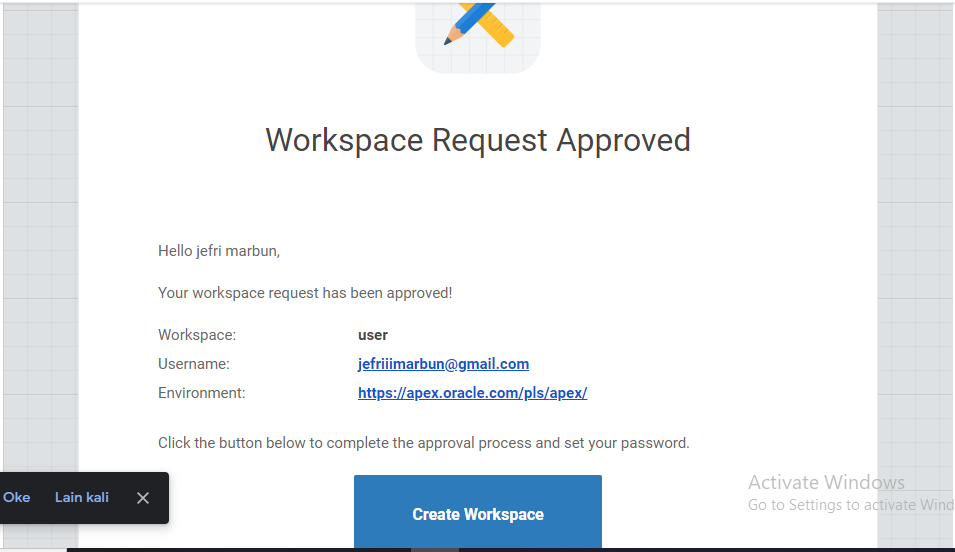 Workspace Request Approved
Hello jefri marbun,
Your workspace request has been approved!
Workspace: user
Username: jefriiimarbun@gmail.com
Environment: https://apex.oracle.com/pls/apex/
Click the button below to complete the approval process and set your password.
Oke Lain kali
Create Workspace
Activate Windows
Go to Settings to activate Wind